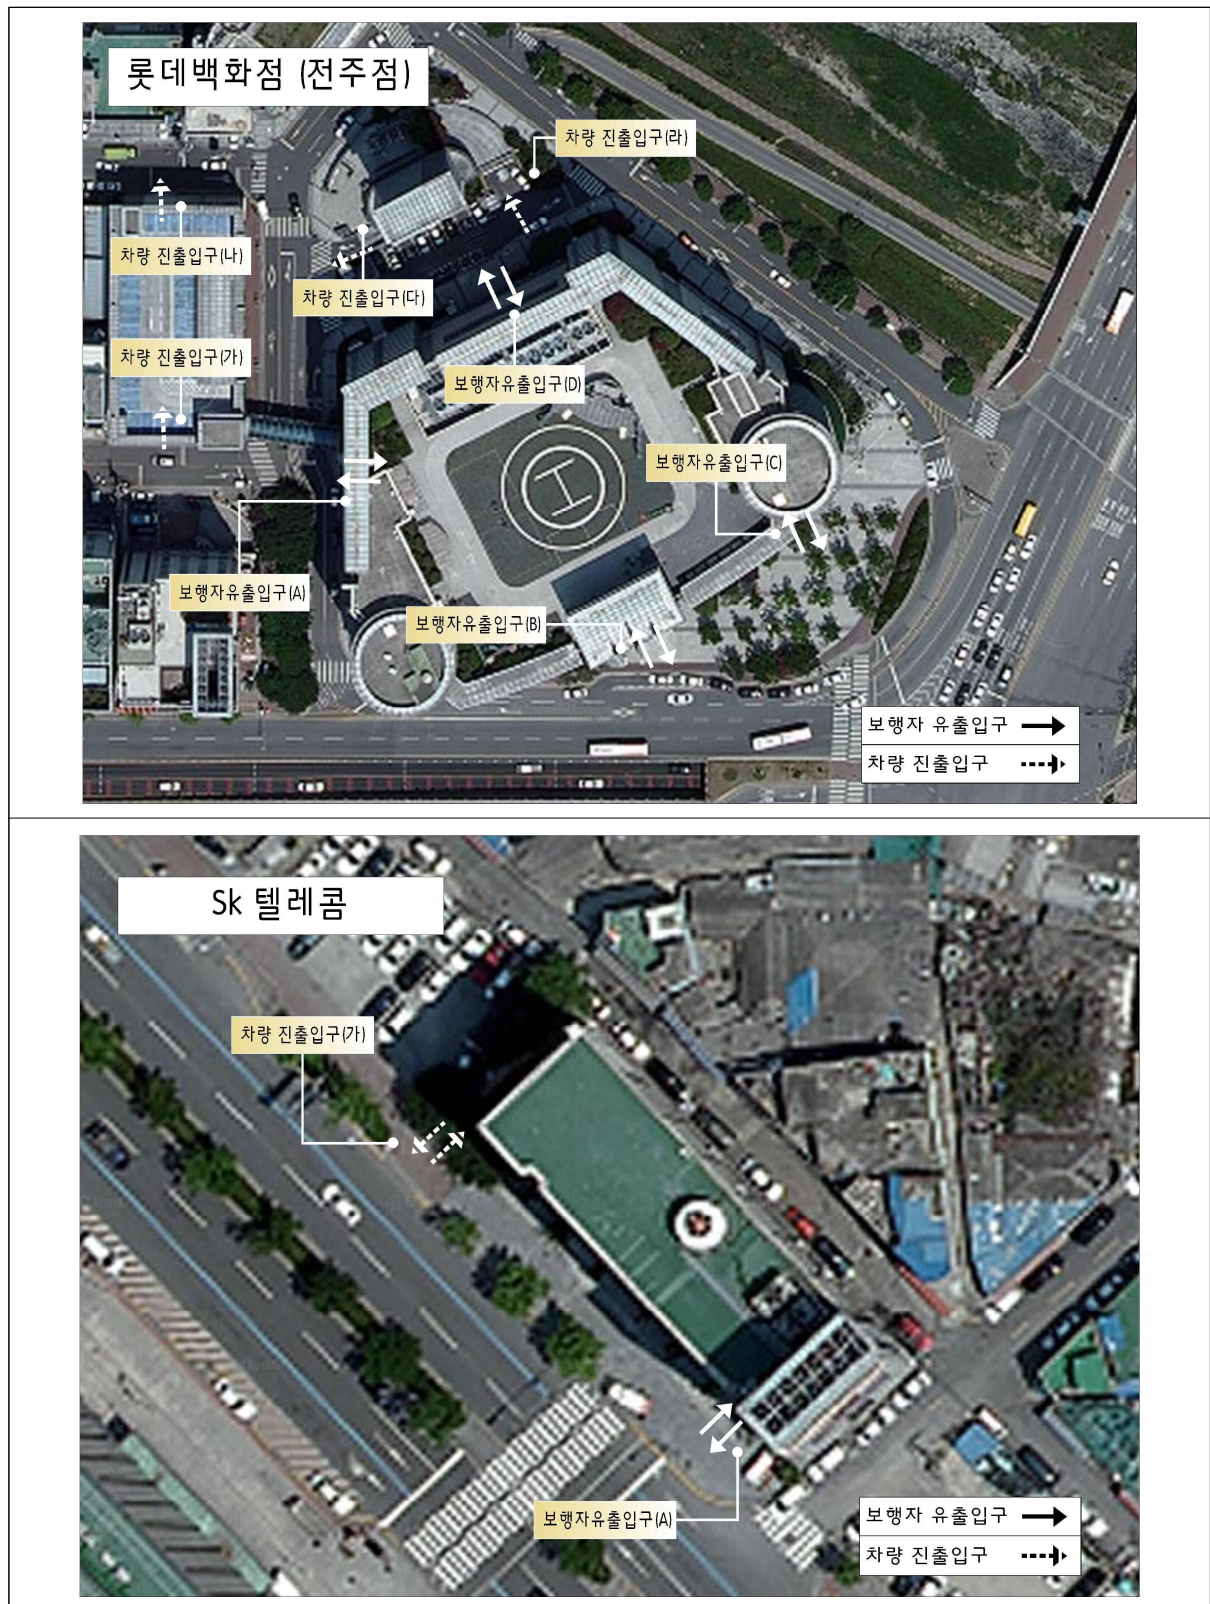 롯데백화점 (전주점)
차량 진출입구(라)
차량 진출입구(나)
차량 진출입구(다)
차량 진출입구(가)
보행자유출입구(D)
보행자유출입구(C)
보행자유출입구(A)
보행자유출입구(B)
보행자 유출입구
차량 진출입구
Sk 텔레콤
차량 진출입구(가)
보행자유출입구(A)
보행자 유출입구
차량 진출입구